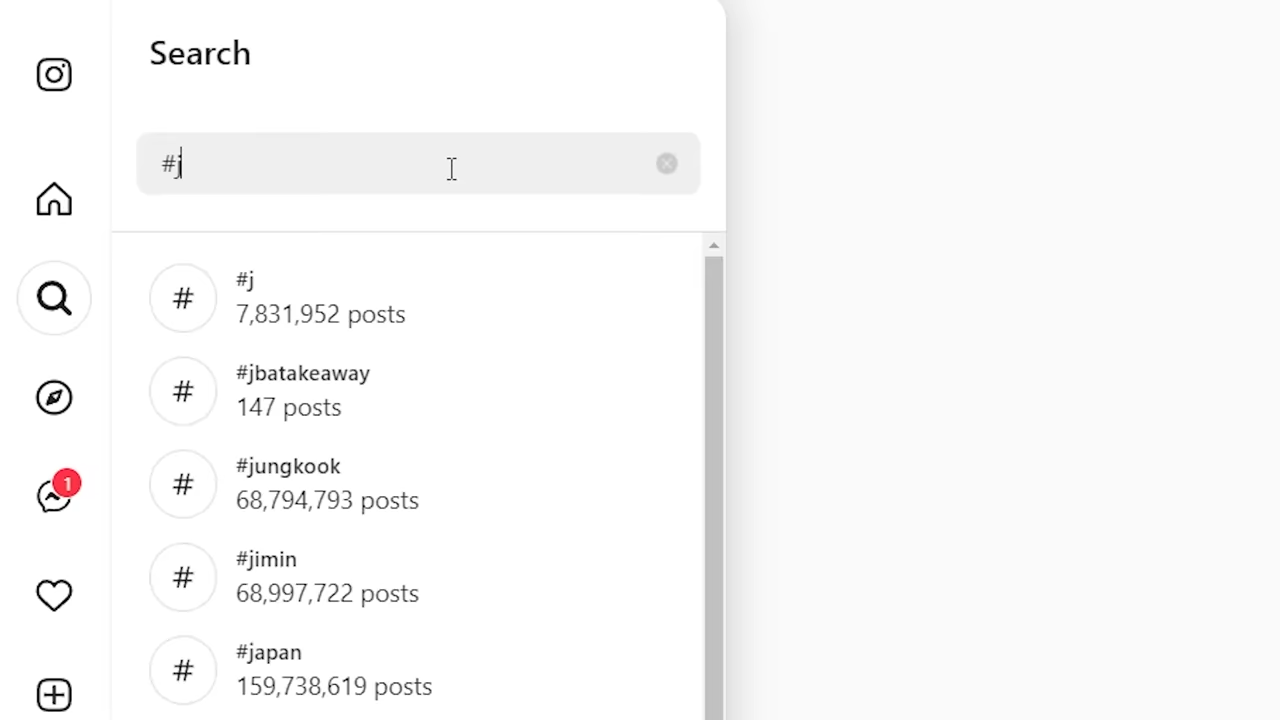 Search
#j
#
#j
7,831,952 posts
#
#jbatakeaway
147 posts
#
#jungkook
68,794,793 posts
1
#
#jimin
68,997,722 posts
#
#japan
159,738,619 posts